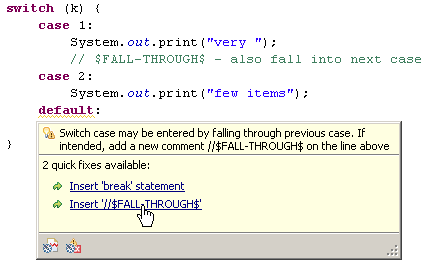 switch (k) {
case 1:
System.out.print("very ");
// $FALL-THROUGH$ - also fall into next case
case 2:
System.out.print("few items");
default:
}
Switch case may be entered by falling through previous case. If
intended, add a new comment //$FALL-THROUGH$ on the line above
2 quick fixes available:
Insert 'break' statement
Insert '//$FALL-THROUGH$'